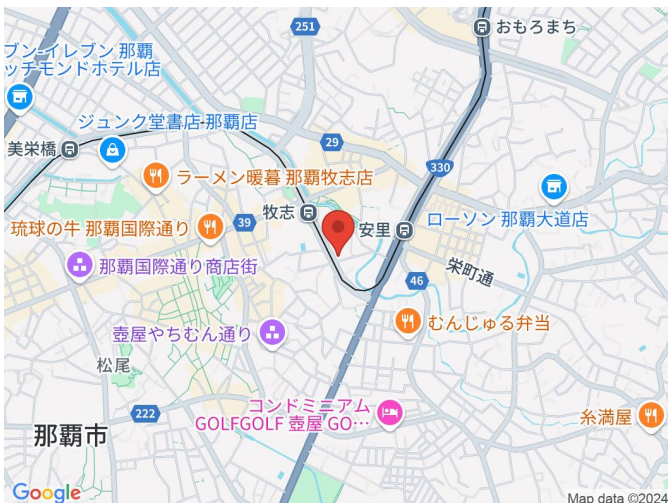 251
おもろまち
ブン-イレブン 那覇
ッチモンドホテル店
ジュンク堂書店 那覇店
29
美栄橋
330
ラーメン暖暮 那覇牧志店
牧志
ローソン 那覇大道店
琉球の牛 那覇国際通り
39
安里
那覇国際通り商店街
栄町通
46
むんじゅる弁当
壺屋やちむん通り
松尾
コンドミニアム
GOLFGOLF 壺屋 GO…
222
糸満屋
那覇市
Google
Map data ©2024